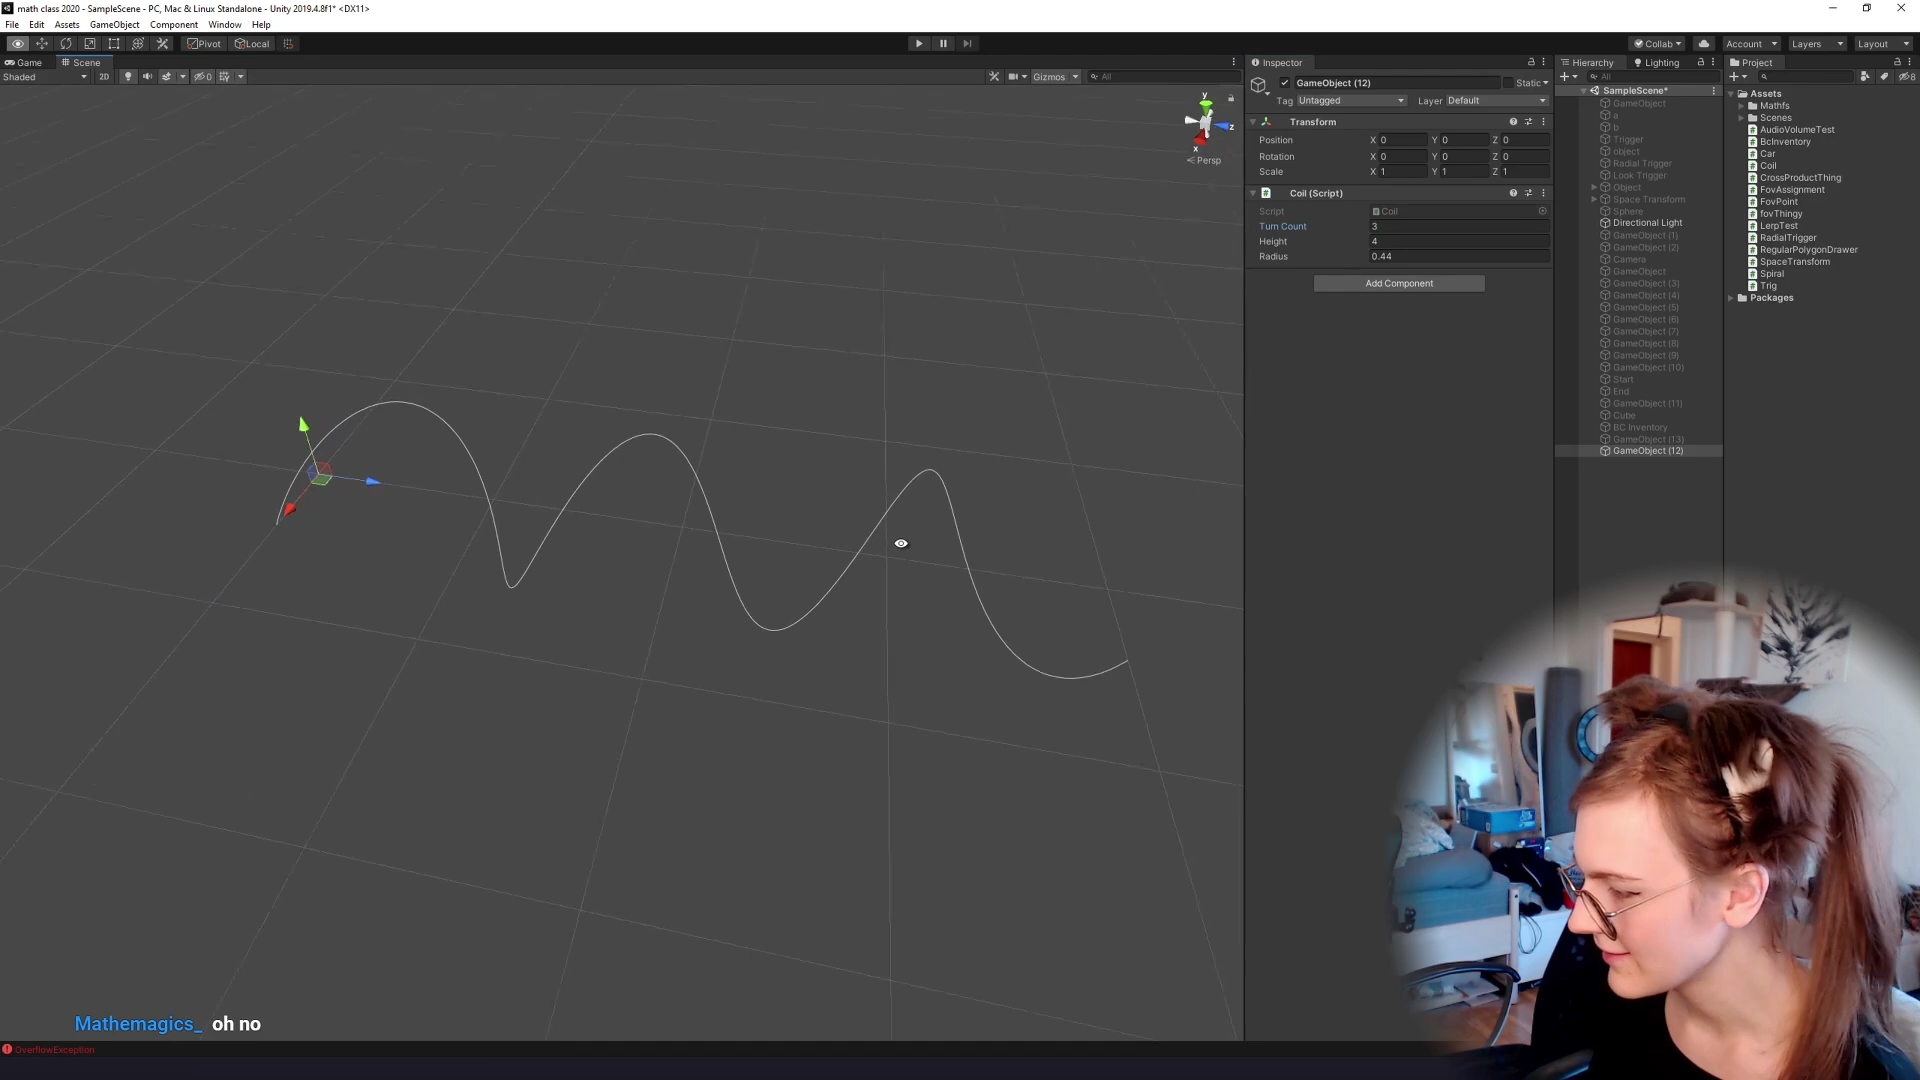 math class 2020 - SampleScene - PC, Mac & Linux Standalone - Unity 2019.4.8f1* <DX11>
File Edit Assets GameObject Component Window Help
Pivot Local Collab Account Layers Layout
Game Scene
Shaded 2D 0 Gizmos All
y
z
x
Persp
Inspector
GameObject (12) Static
Tag Untagged Layer Default
Transform
Position X 0 Y 0 Z 0
Rotation X 0 Y 0 Z 0
Scale X 1 Y 1 Z 1
Coil (Script)
Script Coil
Turn Count 3
Height 4
Radius 0.44
Add Component
Hierarchy Lighting
All
SampleScene*
GameObject
a
b
Trigger
object
Radial Trigger
Look Trigger
Object
Space Transform
Sphere
Directional Light
GameObject (1)
GameObject (2)
Camera
GameObject
GameObject (3)
GameObject (4)
GameObject (5)
GameObject (6)
GameObject (7)
GameObject (8)
GameObject (9)
GameObject (10)
Start
End
GameObject (11)
Cube
BC Inventory
GameObject (13)
GameObject (12)
Project
8
Assets
Mathfs
Scenes
AudioVolumeTest
BcInventory
Car
Coil
CrossProductThing
FovAssignment
FovPoint
fovThingy
LerpTest
RadialTrigger
RegularPolygonDrawer
SpaceTransform
Spiral
Trig
Packages
Mathemagics_ oh no
OverflowException